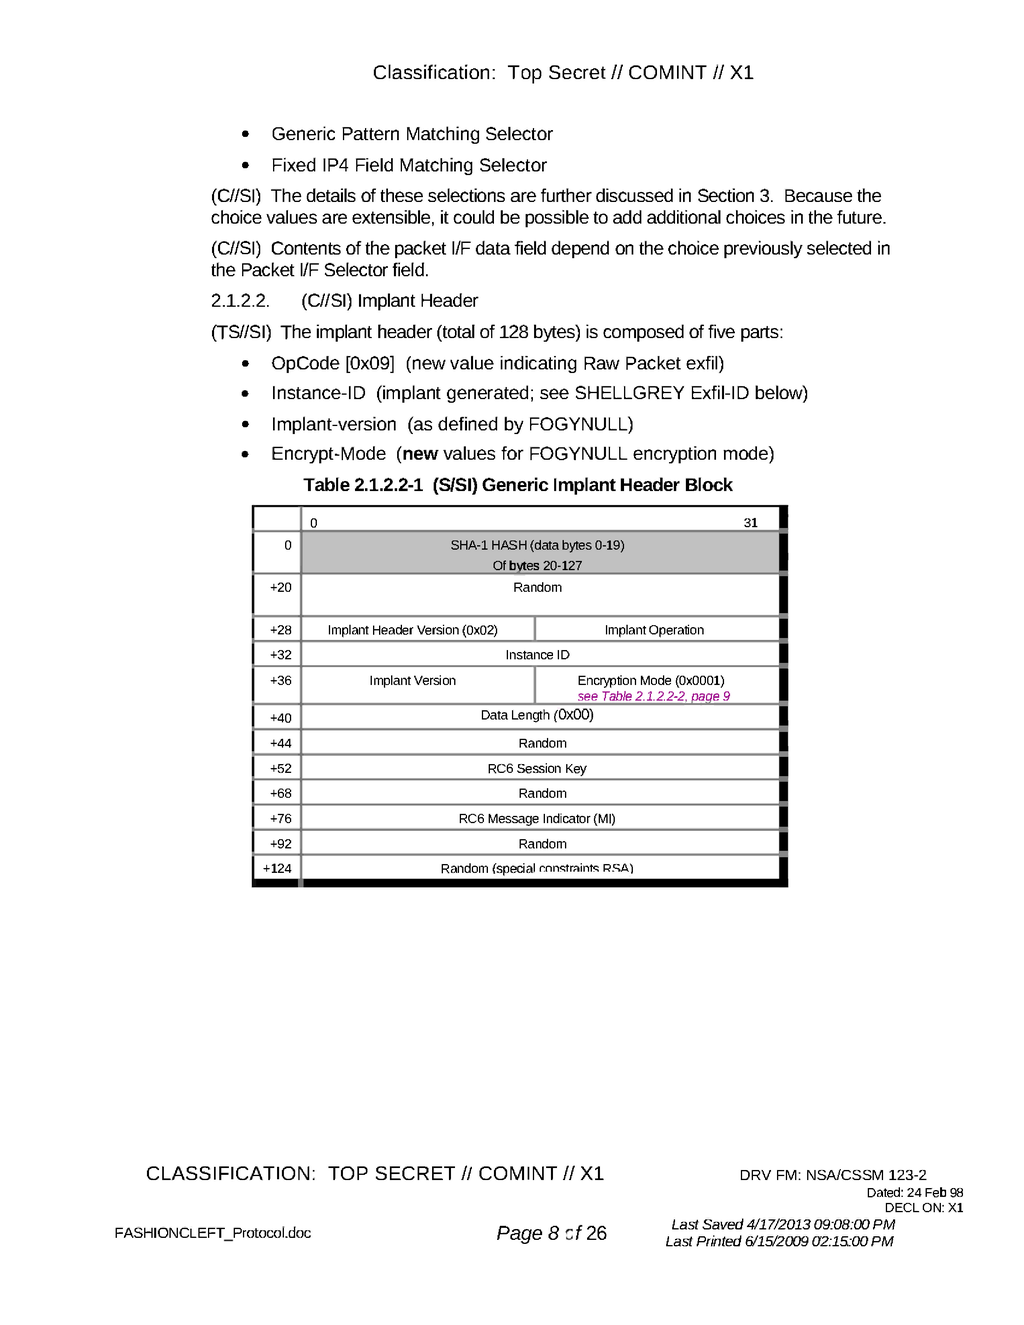 Classification:  Top Secret // COMINT // X1
• Generic Pattern Matching Selector
• Fixed IP4 Field Matching Selector
(C//SI)  The details of these selections are further discussed in Section 3.  Because the
choice values are extensible, it could be possible to add additional choices in the future.
(C//SI)  Contents of the packet I/F data field depend on the choice previously selected in
the Packet I/F Selector field.
2.1.2.2.  (C//SI) Implant Header
(TS//SI)  The implant header (total of 128 bytes) is composed of five parts:
• OpCode [0x09]  (new value indicating Raw Packet exfil)
• Instance-ID  (implant generated; see SHELLGREY Exfil-ID below)
• Implant-version  (as defined by FOGYNULL)
• Encrypt-Mode  (new values for FOGYNULL encryption mode)
Table 2.1.2.2-1  (S/SI) Generic Implant Header Block
0 31
0 SHA-1 HASH (data bytes 0-19)
Of bytes 20-127
+20 Random
+28 Implant Header Version (0x02) Implant Operation
+32 Instance ID
+36 Implant Version Encryption Mode (0x0001)
see Table 2.1.2.2-2, page 9
+40 Data Length (0x00)
+44 Random
+52 RC6 Session Key
+68 Random
+76 RC6 Message Indicator (MI)
+92 Random
+124 Random (special constraints RSA)
CLASSIFICATION:  TOP SECRET // COMINT // X1 DRV FM: NSA/CSSM 123-2
Dated: 24 Feb 98
DECL ON: X1
FASHIONCLEFT_Protocol.doc Page 8 of 26 Last Saved 4/17/2013 09:08:00 PM
Last Printed 6/15/2009 02:15:00 PM